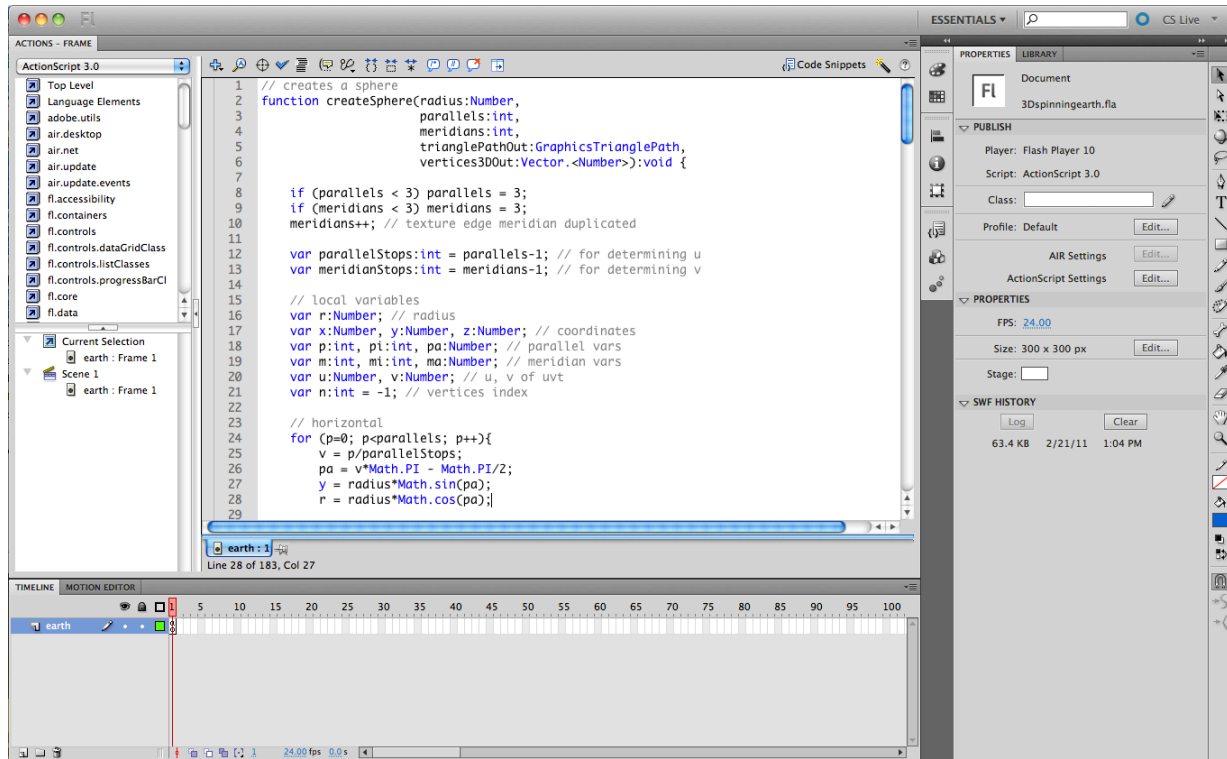 Fl
ESSENTIALS
CS Live
ACTIONS – FRAME
ActionScript 3.0
Top Level
Language Elements
adobe.utils
air.desktop
air.net
air.update
air.update.events
fl.accessibility
fl.containers
fl.controls
fl.controls.dataGridClass
fl.controls.listClasses
fl.controls.progressBarCl
fl.core
fl.data
Current Selection
earth : Frame 1
Scene 1
earth : Frame 1
Code Snippets
1 // creates a sphere
2 function createSphere(radius:Number,
3 parallels:int,
4 meridians:int,
5 trianglePathOut:GraphicsTrianglePath,
6 vertices3DOut:Vector.<Number>):void {
7
8 if (parallels < 3) parallels = 3;
9 if (meridians < 3) meridians = 3;
10 meridians++; // texture edge meridian duplicated
11
12 var parallelStops:int = parallels-1; // for determining u
13 var meridianStops:int = meridians-1; // for determining v
14
15 // local variables
16 var r:Number; // radius
17 var x:Number, y:Number, z:Number; // coordinates
18 var p:int, pi:int, pa:Number; // parallel vars
19 var m:int, mi:int, ma:Number; // meridian vars
20 var u:Number, v:Number; // u, v of uvt
21 var n:int = -1; // vertices index
22
23 // horizontal
24 for (p=0; p<parallels; p++){
25 v = p/parallelStops;
26 pa = v*Math.PI - Math.PI/2;
27 y = radius*Math.sin(pa);
28 r = radius*Math.cos(pa);
29
earth : 1
Line 28 of 183, Col 27
PROPERTIES LIBRARY
Fl
Document
3Dspinningearth.fla
PUBLISH
Player: Flash Player 10
Script: ActionScript 3.0
Class:
Profile: Default Edit...
AIR Settings Edit...
ActionScript Settings Edit...
PROPERTIES
FPS: 24.00
Size: 300 x 300 px Edit...
Stage:
SWF HISTORY
Log Clear
63.4 KB 2/21/11 1:04 PM
TIMELINE MOTION EDITOR
1 5 10 15 20 25 30 35 40 45 50 55 60 65 70 75 80 85 90 95 100
earth
1 24.00 fps 0.0 s